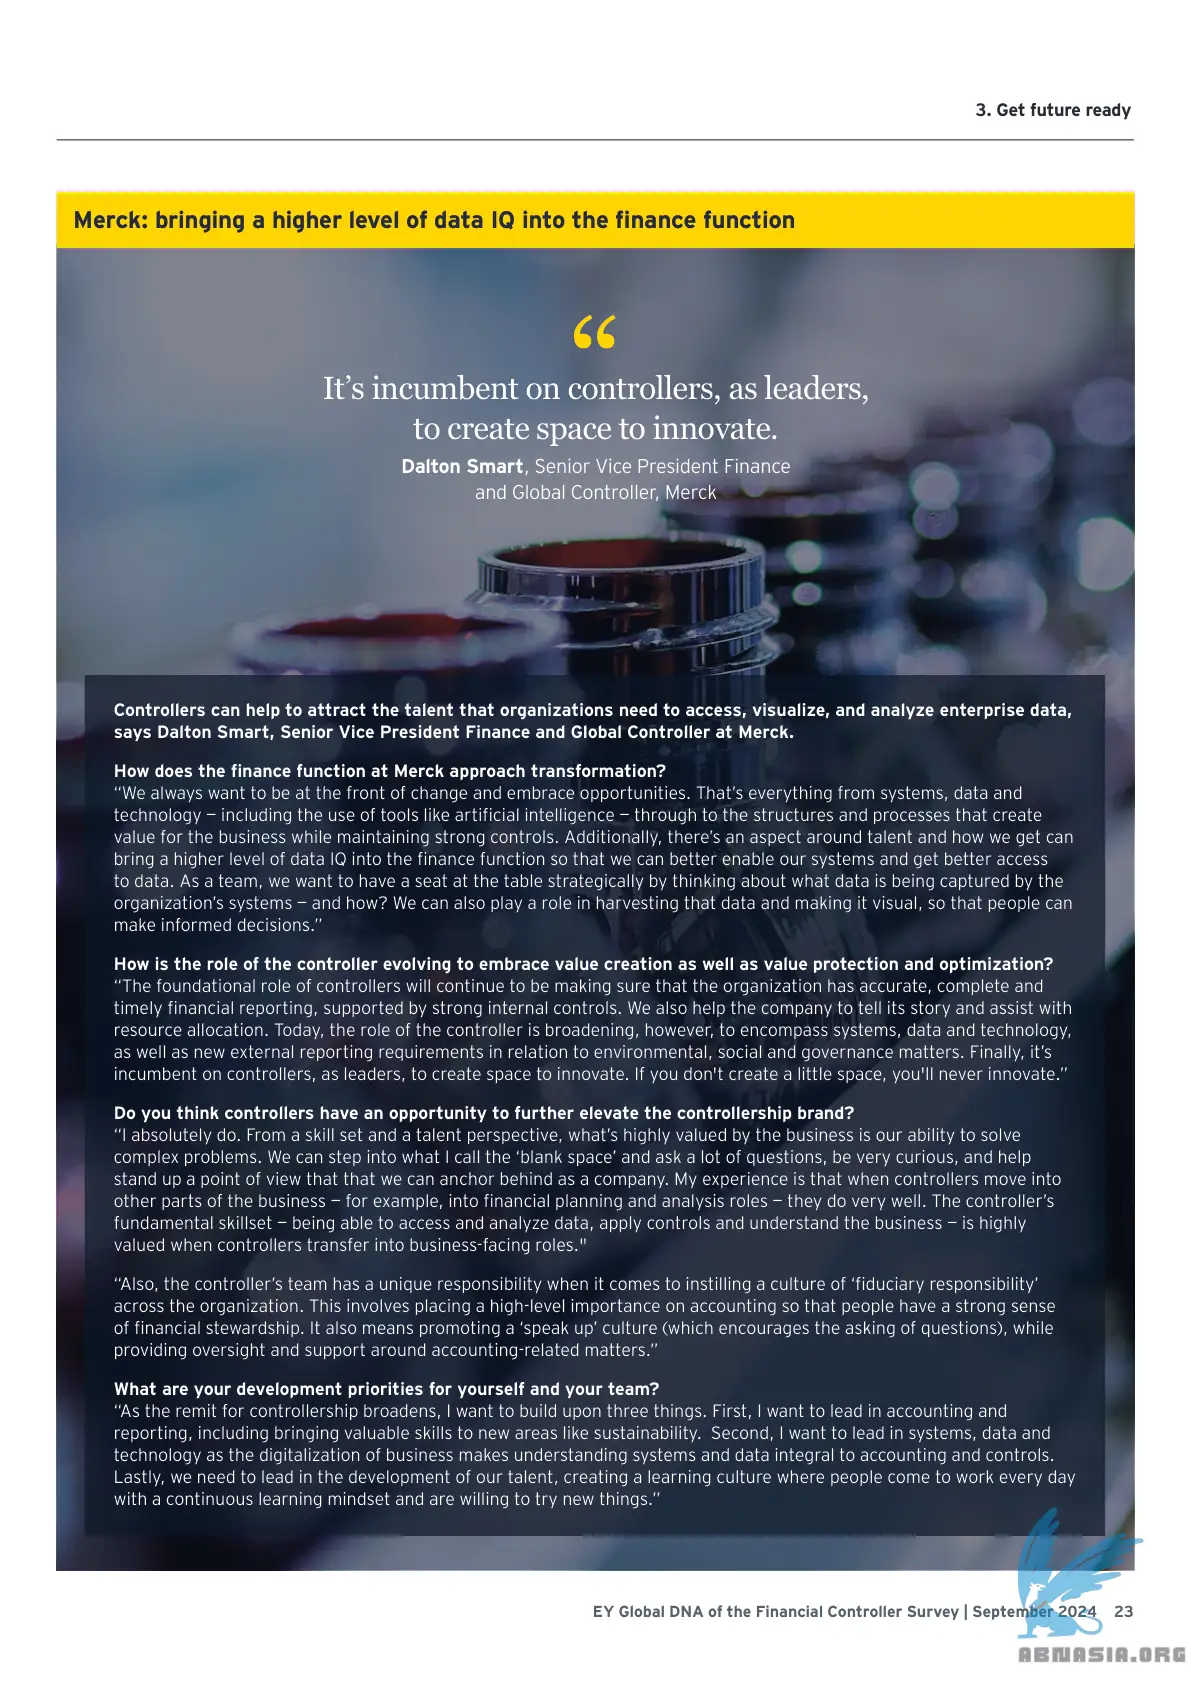 3. Get future ready
Merck: bringing a higher level of data IQ into the finance function
“
It’s incumbent on controllers, as leaders,
to create space to innovate.
Dalton Smart, Senior Vice President Finance
and Global Controller, Merck
Controllers can help to attract the talent that organizations need to access, visualize, and analyze enterprise data,
says Dalton Smart, Senior Vice President Finance and Global Controller at Merck.
How does the finance function at Merck approach transformation?
“We always want to be at the front of change and embrace opportunities. That’s everything from systems, data and
technology — including the use of tools like artificial intelligence — through to the structures and processes that create
value for the business while maintaining strong controls. Additionally, there’s an aspect around talent and how we get can
bring a higher level of data IQ into the finance function so that we can better enable our systems and get better access
to data. As a team, we want to have a seat at the table strategically by thinking about what data is being captured by the
organization’s systems — and how? We can also play a role in harvesting that data and making it visual, so that people can
make informed decisions.”
How is the role of the controller evolving to embrace value creation as well as value protection and optimization?
“The foundational role of controllers will continue to be making sure that the organization has accurate, complete and
timely financial reporting, supported by strong internal controls. We also help the company to tell its story and assist with
resource allocation. Today, the role of the controller is broadening, however, to encompass systems, data and technology,
as well as new external reporting requirements in relation to environmental, social and governance matters. Finally, it’s
incumbent on controllers, as leaders, to create space to innovate. If you don't create a little space, you'll never innovate.”
Do you think controllers have an opportunity to further elevate the controllership brand?
“I absolutely do. From a skill set and a talent perspective, what’s highly valued by the business is our ability to solve
complex problems. We can step into what I call the ‘blank space’ and ask a lot of questions, be very curious, and help
stand up a point of view that that we can anchor behind as a company. My experience is that when controllers move into
other parts of the business — for example, into financial planning and analysis roles — they do very well. The controller’s
fundamental skillset — being able to access and analyze data, apply controls and understand the business — is highly
valued when controllers transfer into business-facing roles."
“Also, the controller’s team has a unique responsibility when it comes to instilling a culture of ‘fiduciary responsibility’
across the organization. This involves placing a high-level importance on accounting so that people have a strong sense
of financial stewardship. It also means promoting a ‘speak up’ culture (which encourages the asking of questions), while
providing oversight and support around accounting-related matters.”
What are your development priorities for yourself and your team?
“As the remit for controllership broadens, I want to build upon three things. First, I want to lead in accounting and
reporting, including bringing valuable skills to new areas like sustainability.  Second, I want to lead in systems, data and
technology as the digitalization of business makes understanding systems and data integral to accounting and controls.
Lastly, we need to lead in the development of our talent, creating a learning culture where people come to work every day
with a continuous learning mindset and are willing to try new things.”
EY Global DNA of the Financial Controller Survey | September 2024 23
ABNASIA.ORG